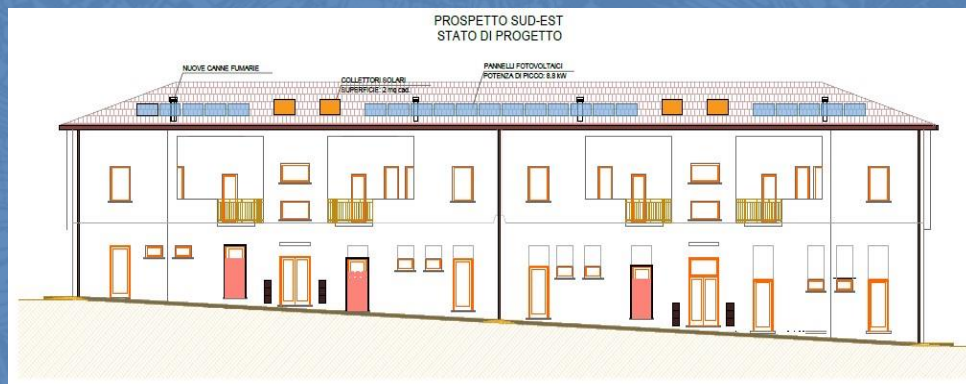 PROSPETTO SUD-EST
STATO DI PROGETTO
NUOVE CANNE FUMARIE
COLLETTORI SOLARI
SUPERFICIE: 2 mq cad.
PANNELLI FOTOVOLTAICI
POTENZA DI PICCO: 8.8 kW